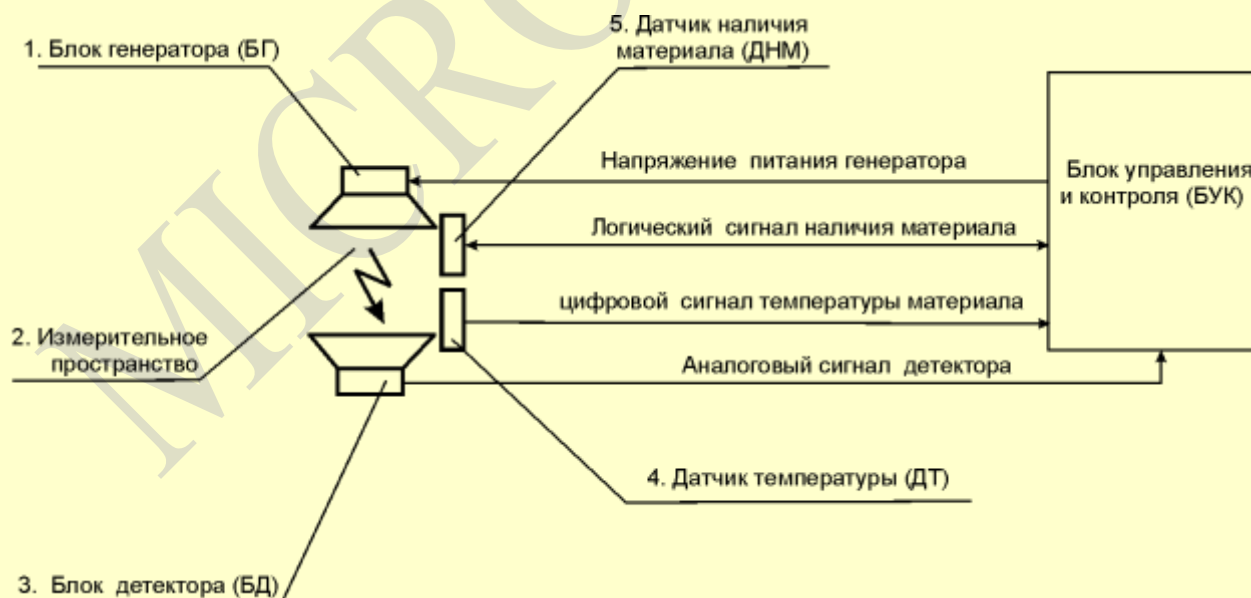 5. Датчик наличия
материала (ДНМ)
1. Блок генератора (БГ)
Напряжение питания генератора
Блок управления
и контроля (БУК)
Логический сигнал наличия материала
цифровой сигнал температуры материала
2. Измерительное
пространство
Аналоговый сигнал детектора
4. Датчик температуры (ДТ)
3. Блок детектора (БД)
MICRO